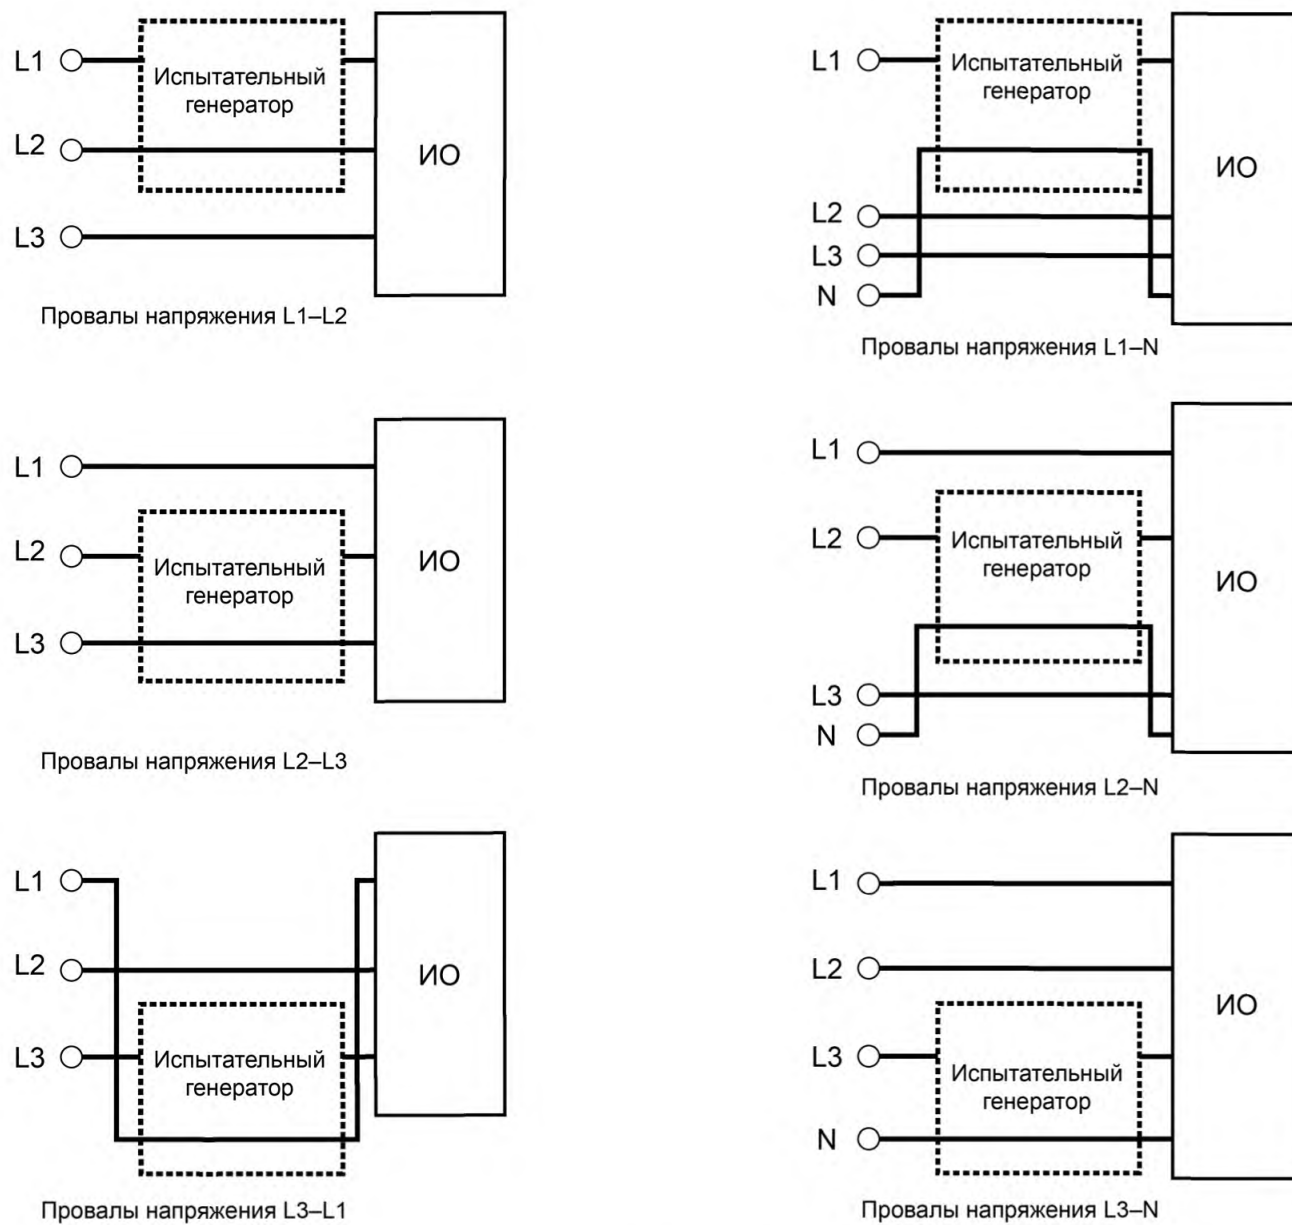 L1
Испытательный
генератор
L2
ИО
L3
Провалы напряжения L1–L2
L1
Испытательный
генератор
ИО
L2
L3
N
Провалы напряжения L1–N
L1
L2
Испытательный
генератор
ИО
L3
Провалы напряжения L2–L3
L1
L2
Испытательный
генератор
ИО
L3
N
Провалы напряжения L2–N
L1
L2
ИО
L3
Испытательный
генератор
Провалы напряжения L3–L1
L1
L2
ИО
L3
Испытательный
генератор
N
Провалы напряжения L3–N